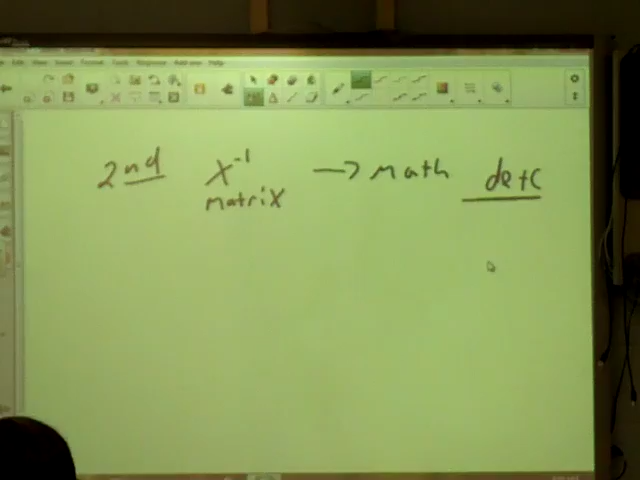 2nd x⁻¹ → math det(
matrix